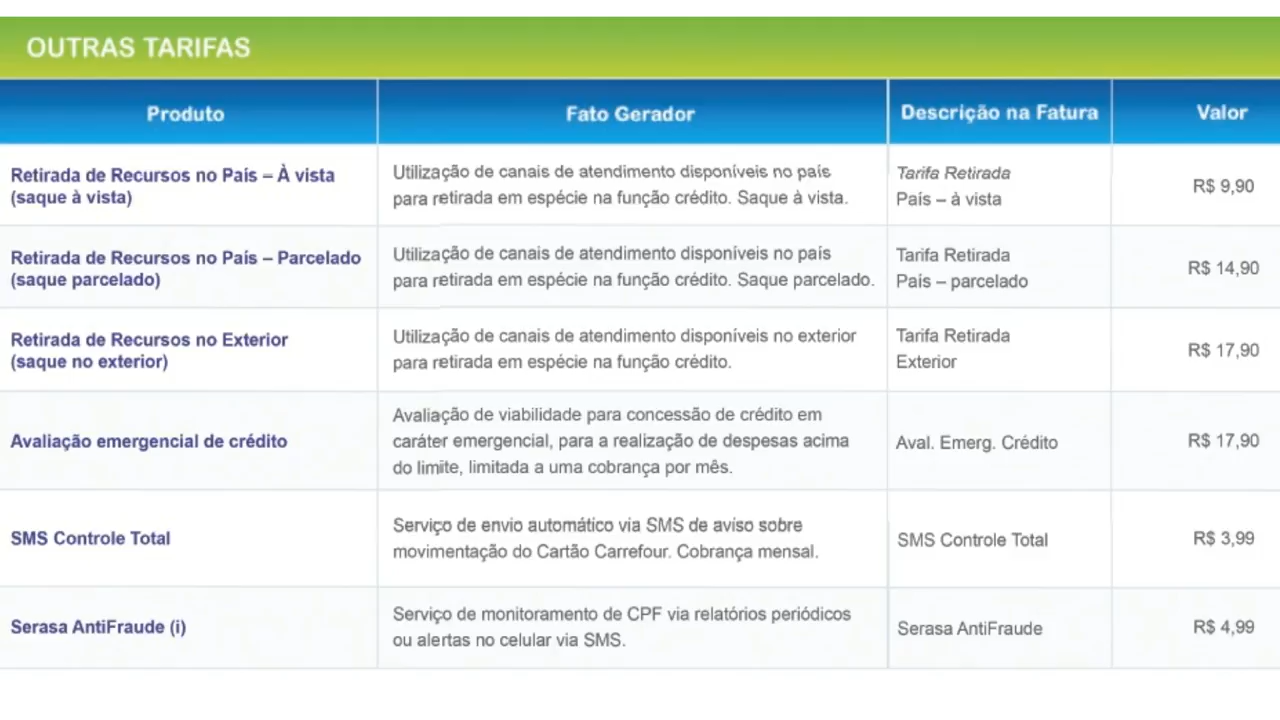 OUTRAS TARIFAS
Produto
Fato Gerador
Descrição na Fatura
Valor
Retirada de Recursos no País – À vista
(saque à vista)
Utilização de canais de atendimento disponíveis no país
para retirada em espécie na função crédito. Saque à vista.
Tarifa Retirada
País – à vista
R$ 9,90
Retirada de Recursos no País – Parcelado
(saque parcelado)
Utilização de canais de atendimento disponíveis no país
para retirada em espécie na função crédito. Saque parcelado.
Tarifa Retirada
País – parcelado
R$ 14,90
Retirada de Recursos no Exterior
(saque no exterior)
Utilização de canais de atendimento disponíveis no exterior
para retirada em espécie na função crédito.
Tarifa Retirada
Exterior
R$ 17,90
Avaliação emergencial de crédito
Avaliação de viabilidade para concessão de crédito em
caráter emergencial, para a realização de despesas acima
do limite, limitada a uma cobrança por mês.
Aval. Emerg. Crédito
R$ 17,90
SMS Controle Total
Serviço de envio automático via SMS de aviso sobre
movimentação do Cartão Carrefour. Cobrança mensal.
SMS Controle Total
R$ 3,99
Serasa AntiFraude (i)
Serviço de monitoramento de CPF via relatórios periódicos
ou alertas no celular via SMS.
Serasa AntiFraude
R$ 4,99